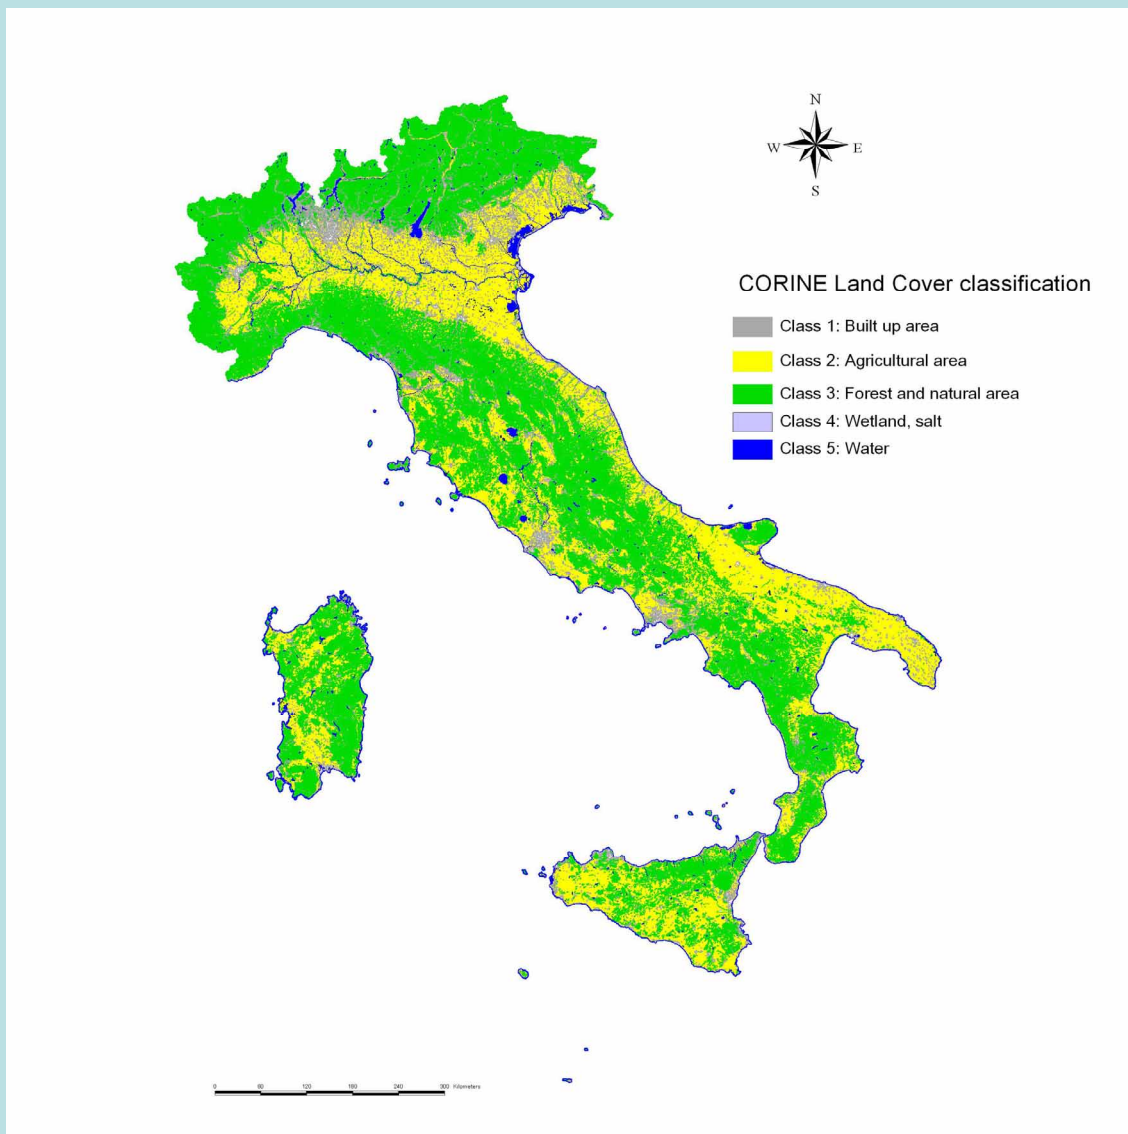 N
W E
S
CORINE Land Cover classification
Class 1: Built up area
Class 2: Agricultural area
Class 3: Forest and natural area
Class 4: Wetland, salt
Class 5: Water
0 60 120 180 240 300 Kilometers